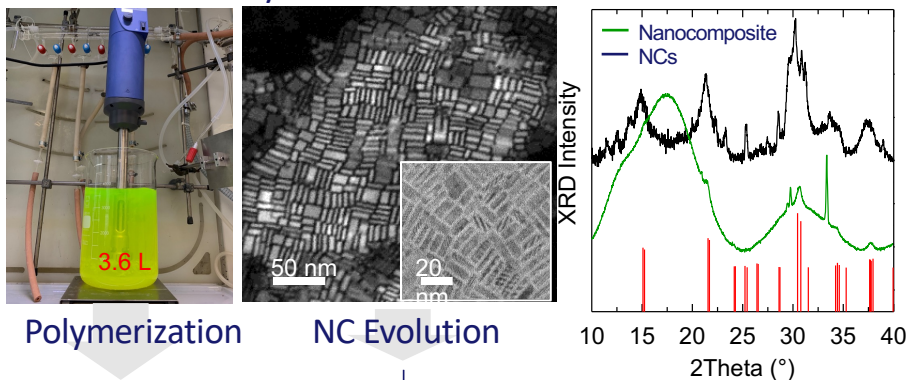 3.6 L
Polymerization
50 nm
20
nm
NC Evolution
Nanocomposite
NCs
XRD Intensity
10 15 20 25 30 35 40
2Theta (°)